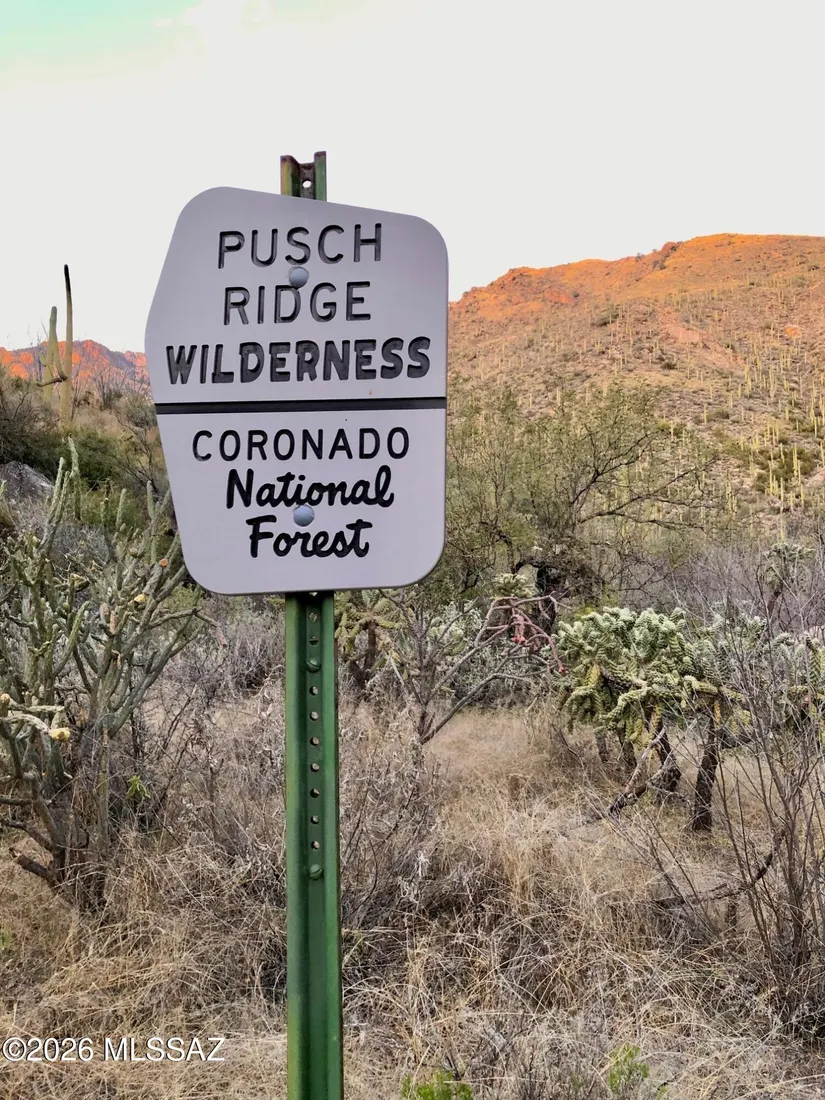 PUSCH
RIDGE
WILDERNESS
CORONADO
National
Forest
©2026 MLSSAZ